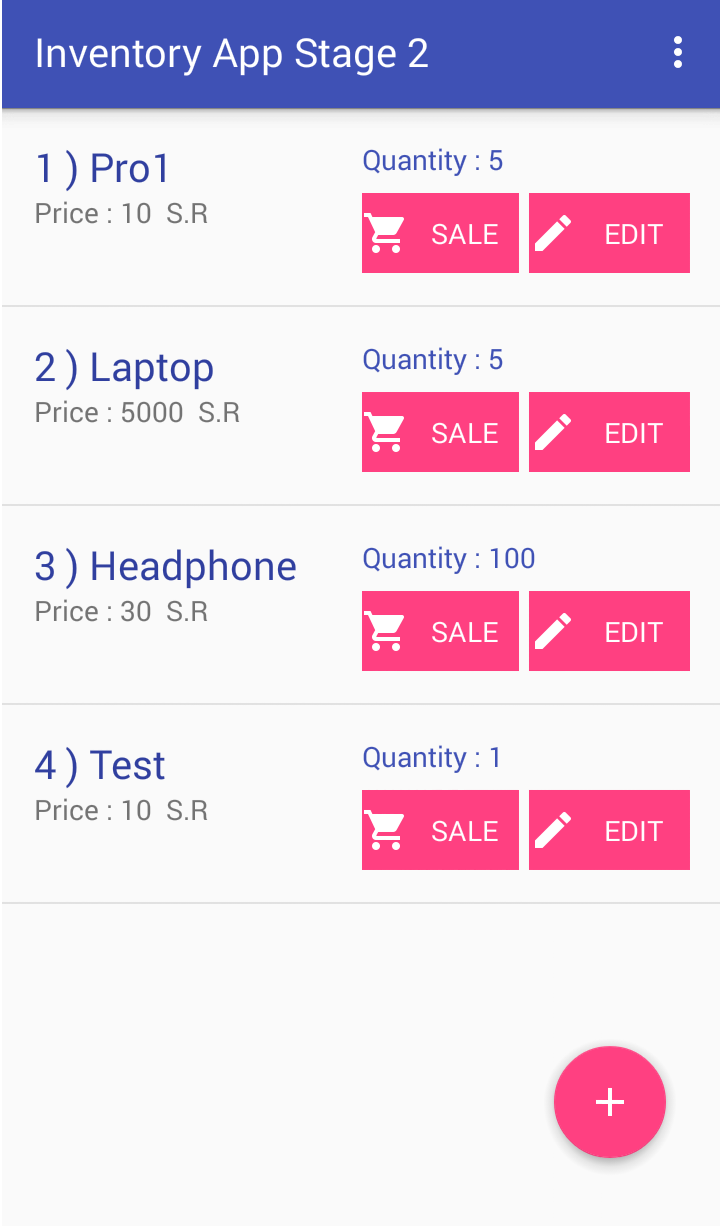 Inventory App Stage 2
1 ) Pro1
Price : 10  S.R
Quantity : 5
SALE
EDIT
2 ) Laptop
Price : 5000  S.R
Quantity : 5
SALE
EDIT
3 ) Headphone
Price : 30  S.R
Quantity : 100
SALE
EDIT
4 ) Test
Price : 10  S.R
Quantity : 1
SALE
EDIT